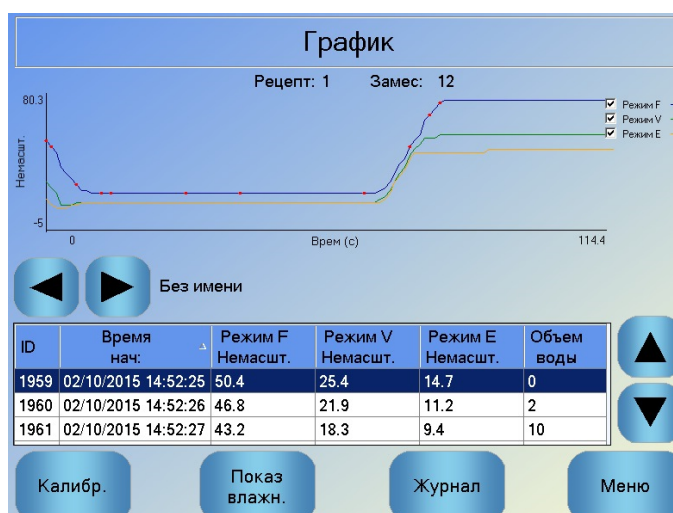 График
Рецепт: 1 Замес: 12
80.3
Немасшт.
-5
0 Врем (с) 114.4
Режим F
Режим V
Режим E
Без имени
ID Время нач: Режим F Немасшт. Режим V Немасшт. Режим E Немасшт. Объем воды
1959 02/10/2015 14:52:25 50.4 25.4 14.7 0
1960 02/10/2015 14:52:26 46.8 21.9 11.2 2
1961 02/10/2015 14:52:27 43.2 18.3 9.4 10
Калибр. Показ влажн. Журнал Меню